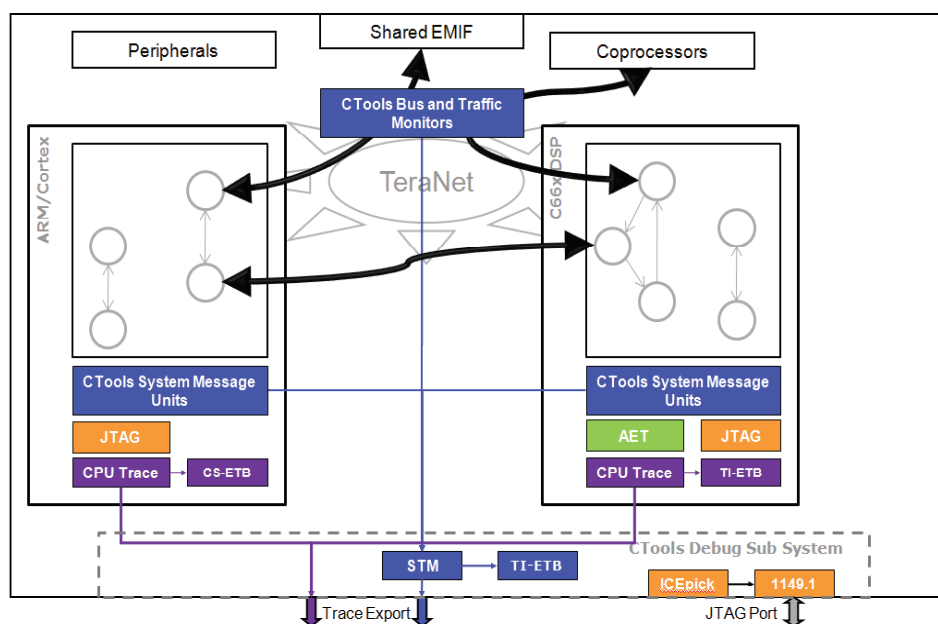 Shared EMIF
Peripherals
Coprocessors
CTools Bus and Traffic
Monitors
ARM/Cortex
TeraNet
C66x DSP
CTools System Message
Units
CTools System Message
Units
JTAG
AET
JTAG
CPU Trace
CS-ETB
CPU Trace
TI-ETB
CTools Debug Sub System
STM
TI-ETB
ICEpick
1149.1
Trace Export
JTAG Port